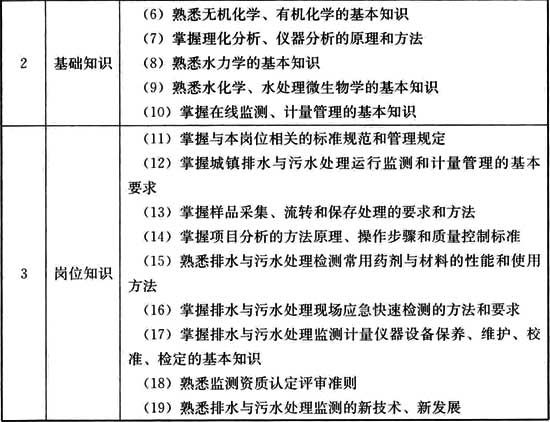 (6) 熟悉无机化学、有机化学的基本知识
(7) 掌握理化分析、仪器分析的原理和方法
2 基础知识 (8) 熟悉水力学的基本知识
(9) 熟悉水化学、水处理微生物学的基本知识
(10) 掌握在线监测、计量管理的基本知识
(11) 掌握与本岗位相关的标准规范和管理规定
(12) 掌握城镇排水与污水处理运行监测和计量管理的基本
要求
(13) 掌握样品采集、流转和保存处理的要求和方法
(14) 掌握项目分析的方法原理、操作步骤和质量控制标准
3 岗位知识 (15) 熟悉排水与污水处理检测常用药剂与材料的性能和使用
方法
(16) 掌握排水与污水处理现场应急快速检测的方法和要求
(17) 掌握排水与污水处理监测计量仪器设备保养、维护、校
准、检定的基本知识
(18) 熟悉监测资质认定评审准则
(19) 熟悉排水与污水处理监测的新技术、新发展